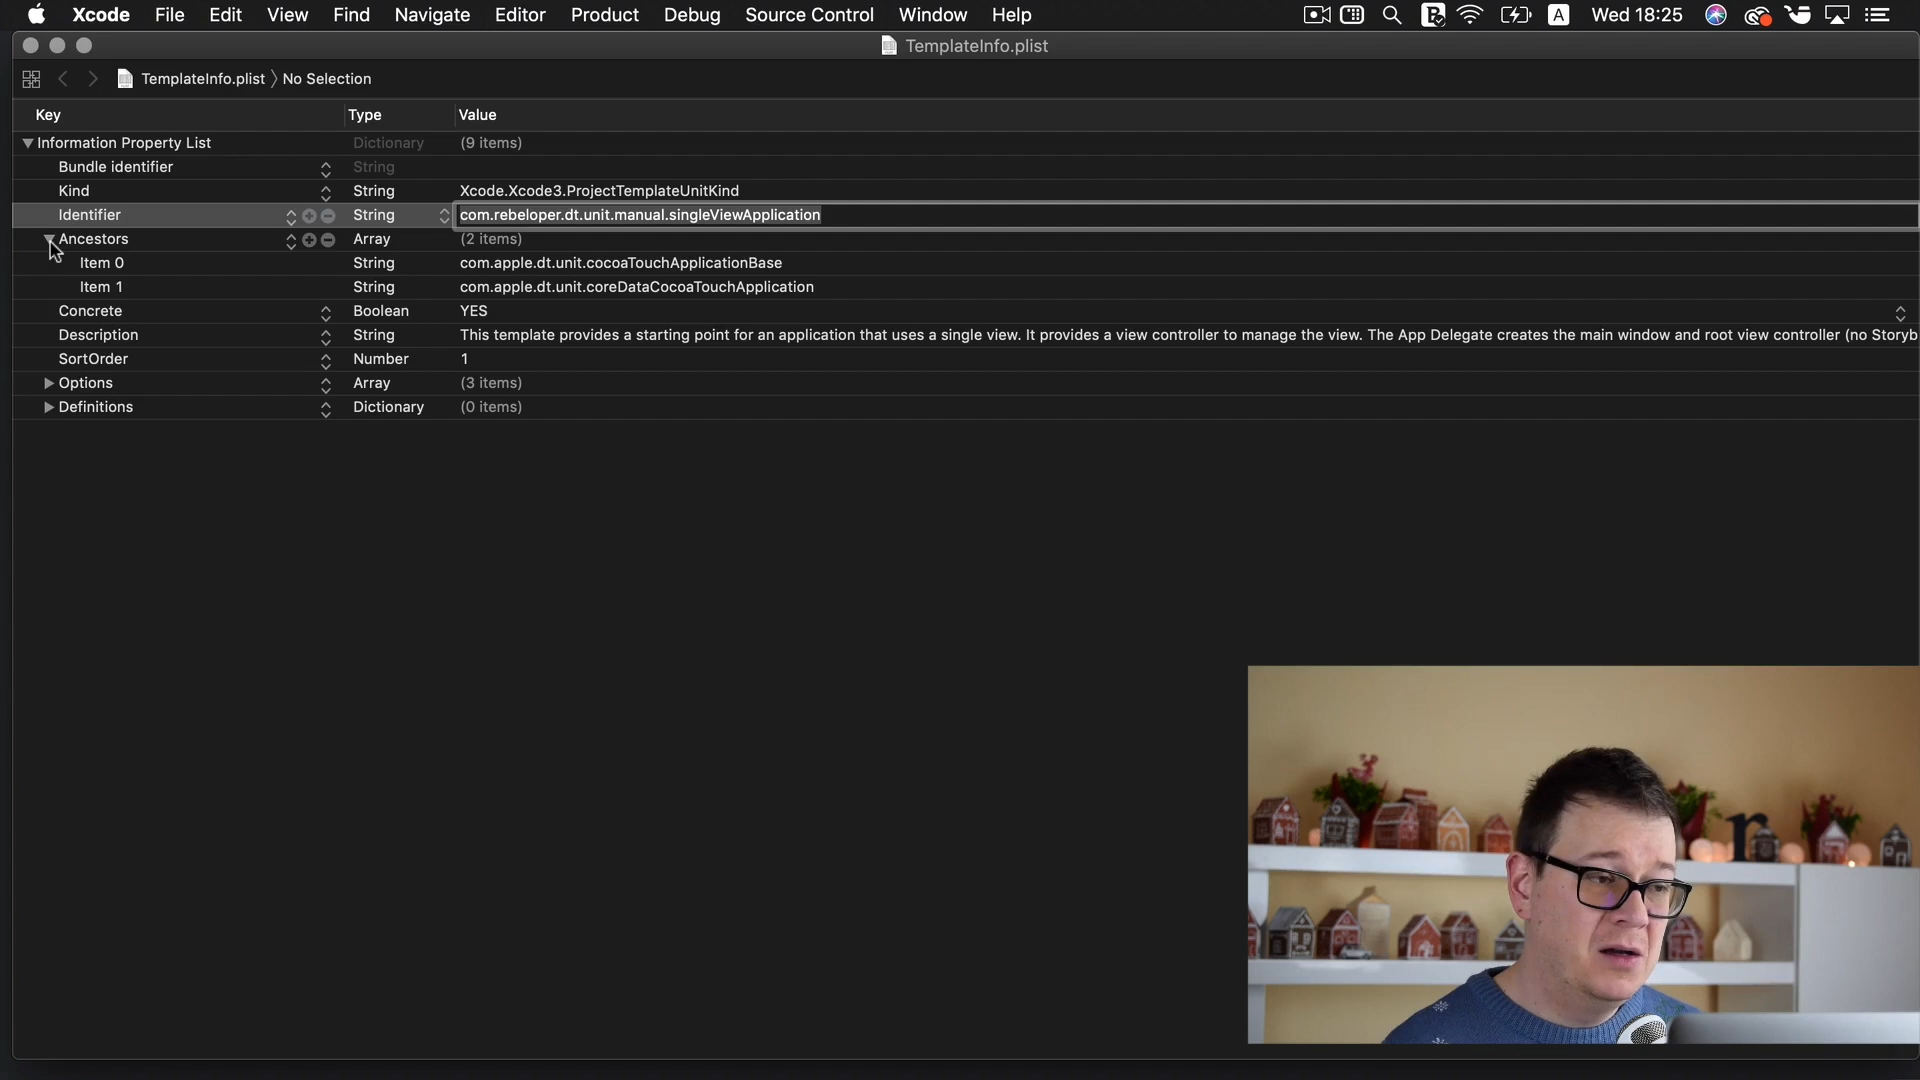 Xcode File Edit View Find Navigate Editor Product Debug Source Control Window Help A Wed 18:25
TemplateInfo.plist
TemplateInfo.plist 〉 No Selection
Key Type Value
Information Property List Dictionary (9 items)
Bundle identifier String
Kind String Xcode.Xcode3.ProjectTemplateUnitKind
Identifier String com.rebeloper.dt.unit.manual.singleViewApplication
Ancestors Array (2 items)
Item 0 String com.apple.dt.unit.cocoaTouchApplicationBase
Item 1 String com.apple.dt.unit.coreDataCocoaTouchApplication
Concrete Boolean YES
Description String This template provides a starting point for an application that uses a single view. It provides a view controller to manage the view. The App Delegate creates the main window and root view controller (no Storyb
SortOrder Number 1
Options Array (3 items)
Definitions Dictionary (0 items)
r